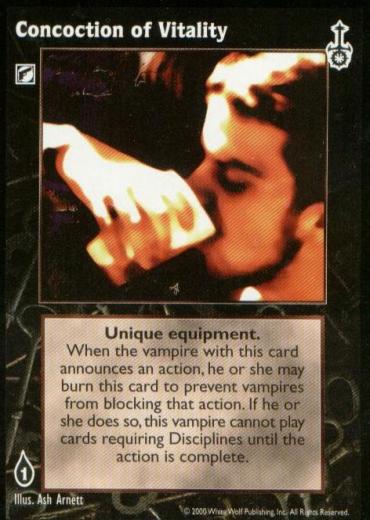 Concoction of Vitality
Unique equipment.
When the vampire with this card
announces an action, he or she may
burn this card to prevent vampires
from blocking that action. If he or
she does so, this vampire cannot play
cards requiring Disciplines until the
action is complete.
1
Illus. Ash Arnett
© 2000 White Wolf Publishing, Inc. All Rights Reserved.